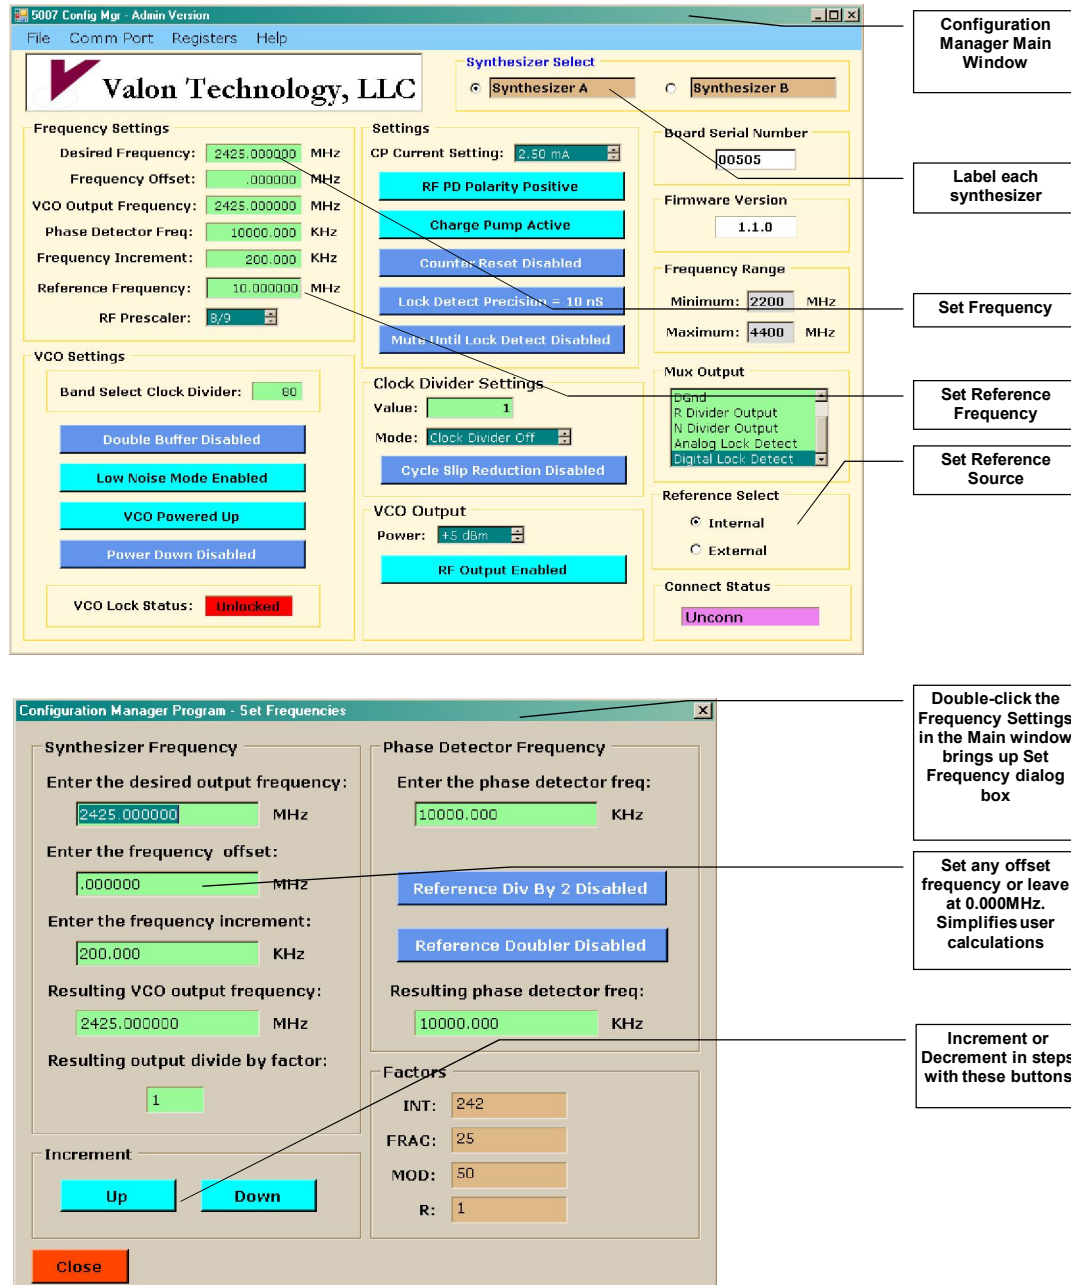 5007 Config Mgr - Admin Version
File Comm Port Registers Help
Valon Technology, LLC
Synthesizer Select
Synthesizer A
Synthesizer B
Frequency Settings
Desired Frequency: 2425.000000 MHz
Frequency Offset: .000000 MHz
VCO Output Frequency: 2425.000000 MHz
Phase Detector Freq: 10000.000 KHz
Frequency Increment: 200.000 KHz
Reference Frequency: 10.000000 MHz
RF Prescaler: 8/9
VCO Settings
Band Select Clock Divider: 80
Double Buffer Disabled
Low Noise Mode Enabled
VCO Powered Up
Power Down Disabled
VCO Lock Status: Unlocked
Settings
CP Current Setting: 2.50 mA
RF PD Polarity Positive
Charge Pump Active
Counter Reset Disabled
Lock Detect Precision = 10 nS
Mute Until Lock Detect Disabled
Clock Divider Settings
Value: 1
Mode: Clock Divider Off
Cycle Slip Reduction Disabled
VCO Output
Power: +5 dBm
RF Output Enabled
Board Serial Number
00505
Firmware Version
1.1.0
Frequency Range
Minimum: 2200 MHz
Maximum: 4400 MHz
Mux Output
DGnd
R Divider Output
N Divider Output
Analog Lock Detect
Digital Lock Detect
Reference Select
Internal
External
Connect Status
Unconn
Configuration
Manager Main
Window
Label each
synthesizer
Set Frequency
Set Reference
Frequency
Set Reference
Source
Configuration Manager Program - Set Frequencies
Synthesizer Frequency
Enter the desired output frequency:
2425.000000 MHz
Enter the frequency offset:
.000000 MHz
Enter the frequency increment:
200.000 KHz
Resulting VCO output frequency:
2425.000000 MHz
Resulting output divide by factor:
1
Increment
Up Down
Close
Phase Detector Frequency
Enter the phase detector freq:
10000.000 KHz
Reference Div By 2 Disabled
Reference Doubler Disabled
Resulting phase detector freq:
10000.000 KHz
Factors
INT: 242
FRAC: 25
MOD: 50
R: 1
Double-click the
Frequency Settings
in the Main window
brings up Set
Frequency dialog
box
Set any offset
frequency or leave
at 0.000MHz.
Simplifies user
calculations
Increment or
Decrement in steps
with these buttons